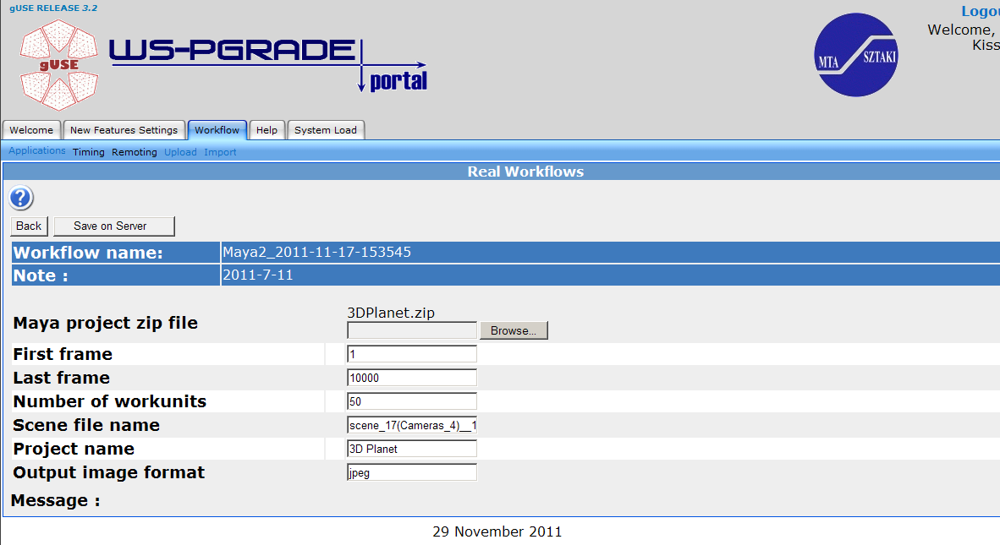 gUSE RELEASE 3.2
gUSE
WS-PGRADE
portal
MTA SZTAKI
Logou
Welcome,
Kiss
Welcome New Features Settings Workflow Help System Load
Applications Timing Remoting Upload Import
Real Workflows
?
Back Save on Server
Workflow name: Maya2_2011-11-17-153545
Note : 2011-7-11
3DPlanet.zip
Maya project zip file Browse...
First frame 1
Last frame 10000
Number of workunits 50
Scene file name scene_17(Cameras_4)__1
Project name 3D Planet
Output image format jpeg
Message :
29 November 2011